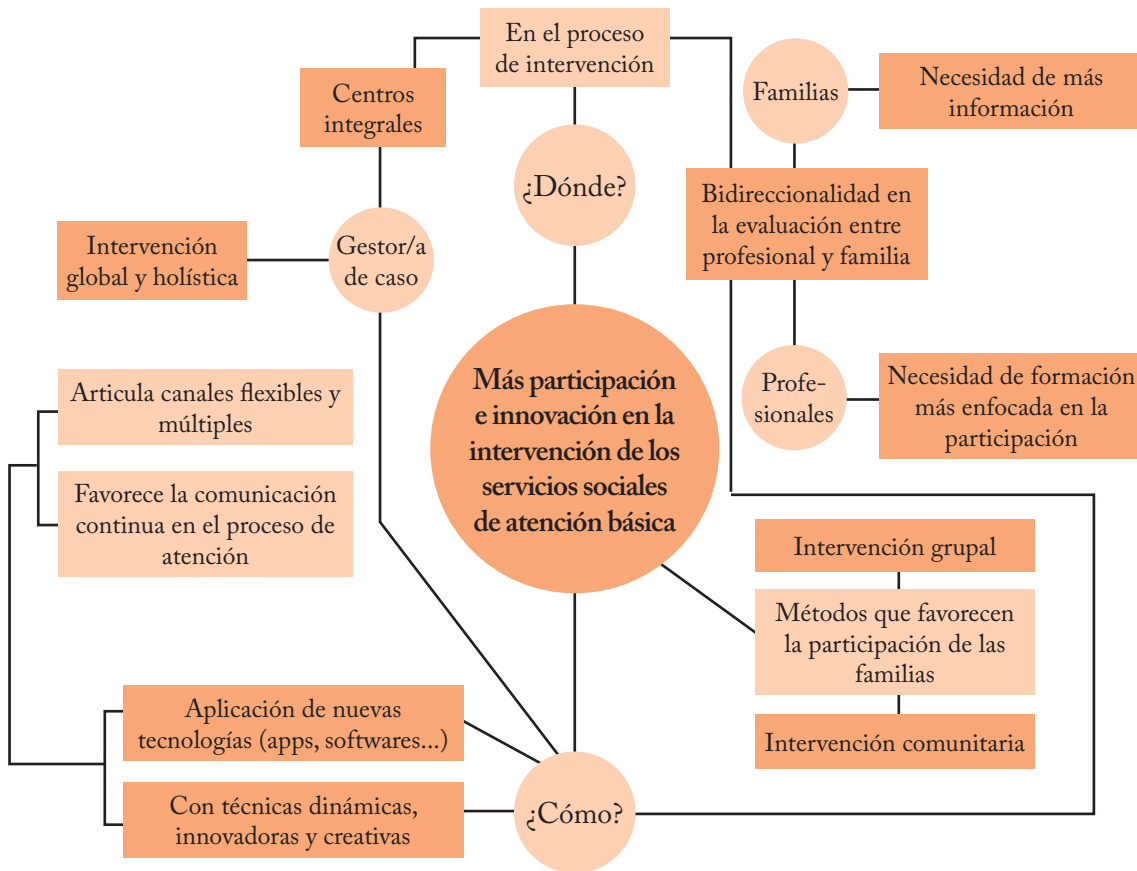 En el proceso
de intervención
Centros
integrales
Familias
Necesidad de más
información
¿Dónde?
Bidireccionalidad en
la evaluación entre
profesional y familia
Intervención
global y holística
Gestor/a
de caso
Más participación
e innovación en la
intervención de los
servicios sociales
de atención básica
Profe-
sionales
Necesidad de formación
más enfocada en la
participación
Articula canales flexibles y
múltiples
Favorece la comunicación
continua en el proceso de
atención
Intervención grupal
Métodos que favorecen
la participación de las
familias
Intervención comunitaria
Aplicación de nuevas
tecnologías (apps, softwares...)
Con técnicas dinámicas,
innovadoras y creativas
¿Cómo?